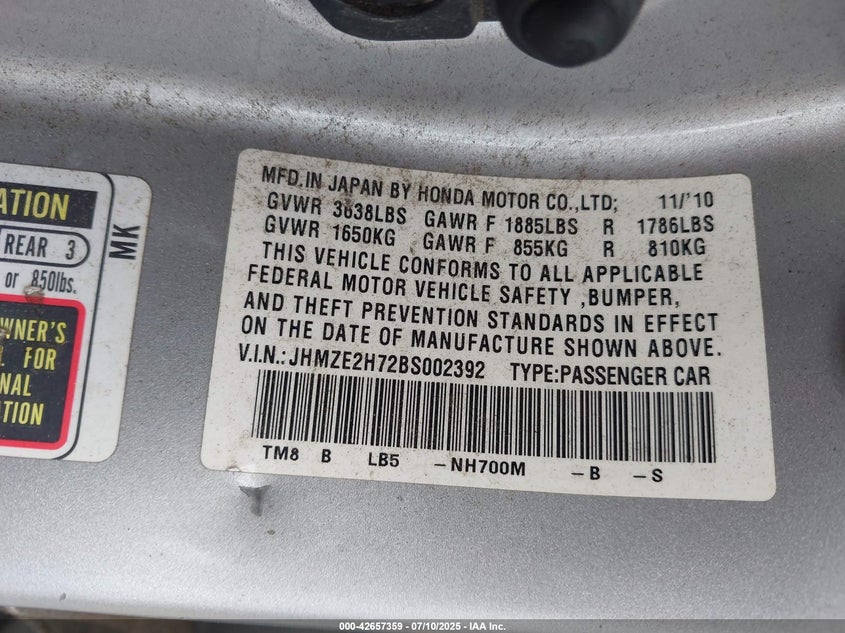 ATION
REAR 3
or 850lbs.
WNER'S
FOR
NAL
TION
MK
MFD.IN JAPAN BY HONDA MOTOR CO.,LTD; 11/'10
GVWR 3638LBS GAWR F 1885LBS R 1786LBS
GVWR 1650KG GAWR F 855KG R 810KG
THIS VEHICLE CONFORMS TO ALL APPLICABLE
FEDERAL MOTOR VEHICLE SAFETY ,BUMPER,
AND THEFT PREVENTION STANDARDS IN EFFECT
ON THE DATE OF MANUFACTURE SHOWN ABOVE.
V.I.N.:JHMZE2H72BS002392 TYPE:PASSENGER CAR
TM8 B LB5 -NH700M -B -S
000-42657359 - 07/10/2025 - IAA Inc.